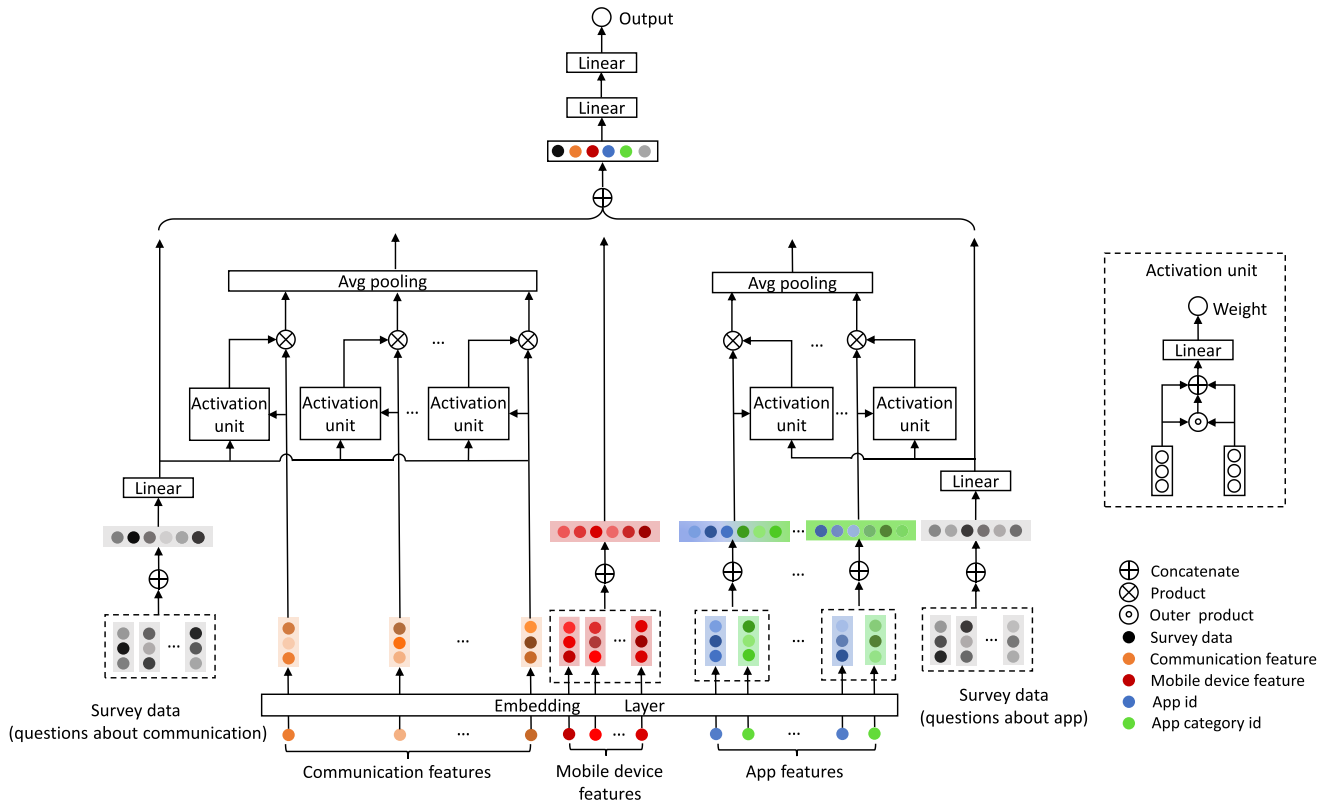 Output
Linear
Linear
Avg pooling
Avg pooling
Activation unit
Weight
Linear
...
...
Activation
unit
Activation
unit
...
Activation
unit
Activation
unit
...
Activation
unit
Linear
Linear
...
...
Concatenate
Product
Outer product
Survey data
Communication feature
Mobile device feature
App id
App category id
...
...
...
...
...
Survey data
(questions about communication)
Embedding Layer
Survey data
(questions about app)
...
...
...
Communication features
Mobile device
features
App features